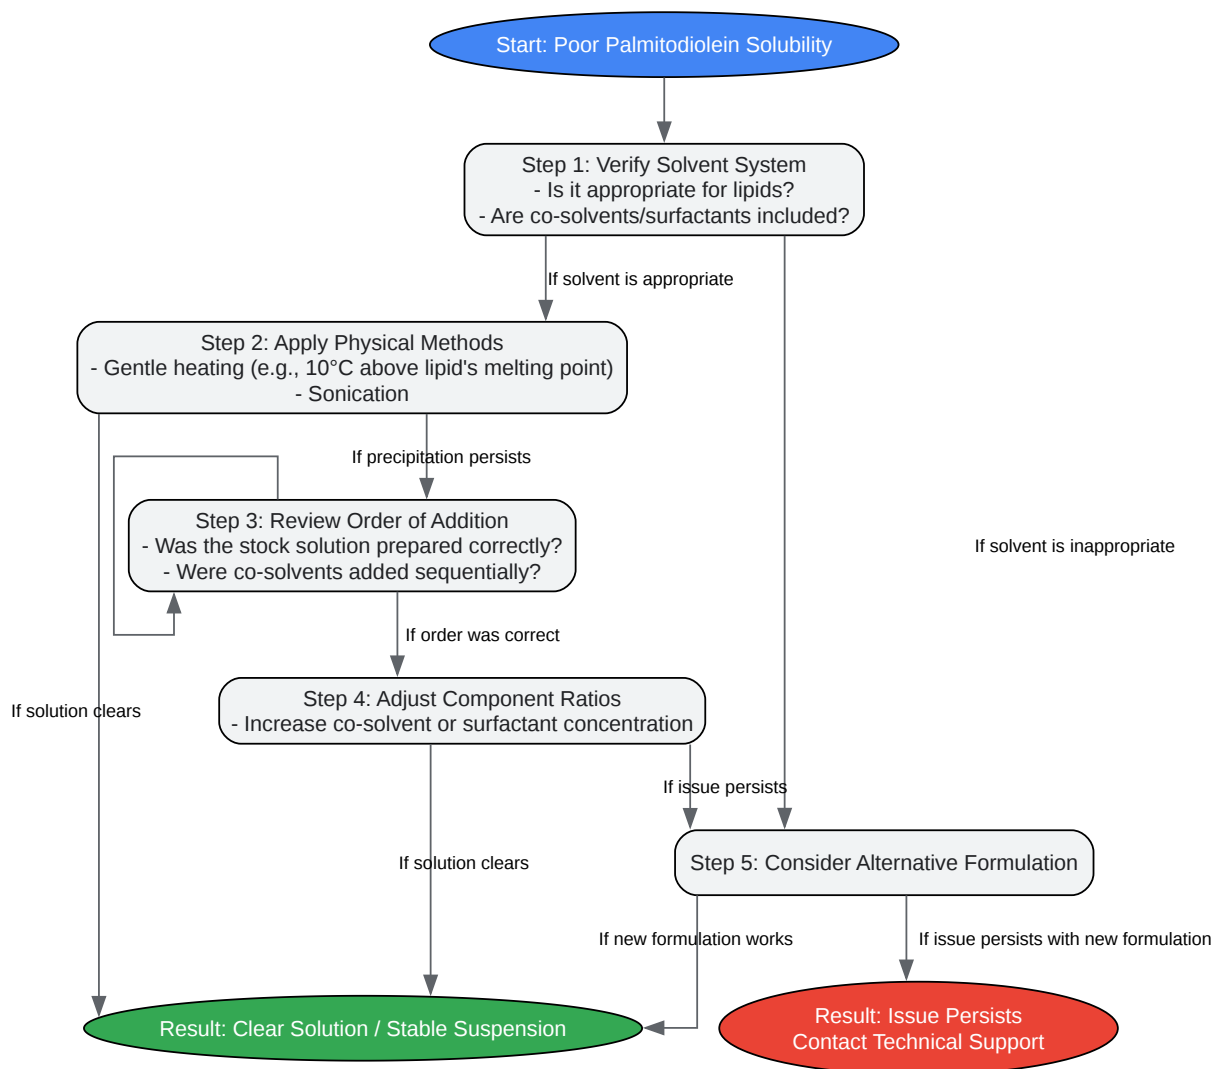 Start: Poor Palmitodiolein Solubility
Step 1: Verify Solvent System
- Is it appropriate for lipids?
- Are co-solvents/surfactants included?
If solvent is appropriate
Step 2: Apply Physical Methods
- Gentle heating (e.g., 10°C above lipid's melting point)
- Sonication
If precipitation persists
Step 3: Review Order of Addition
- Was the stock solution prepared correctly?
- Were co-solvents added sequentially?
If solvent is inappropriate
If order was correct
Step 4: Adjust Component Ratios
- Increase co-solvent or surfactant concentration
If solution clears
If issue persists
If solution clears
Step 5: Consider Alternative Formulation
If new formulation works
If issue persists with new formulation
Result: Clear Solution / Stable Suspension
Result: Issue Persists
Contact Technical Support